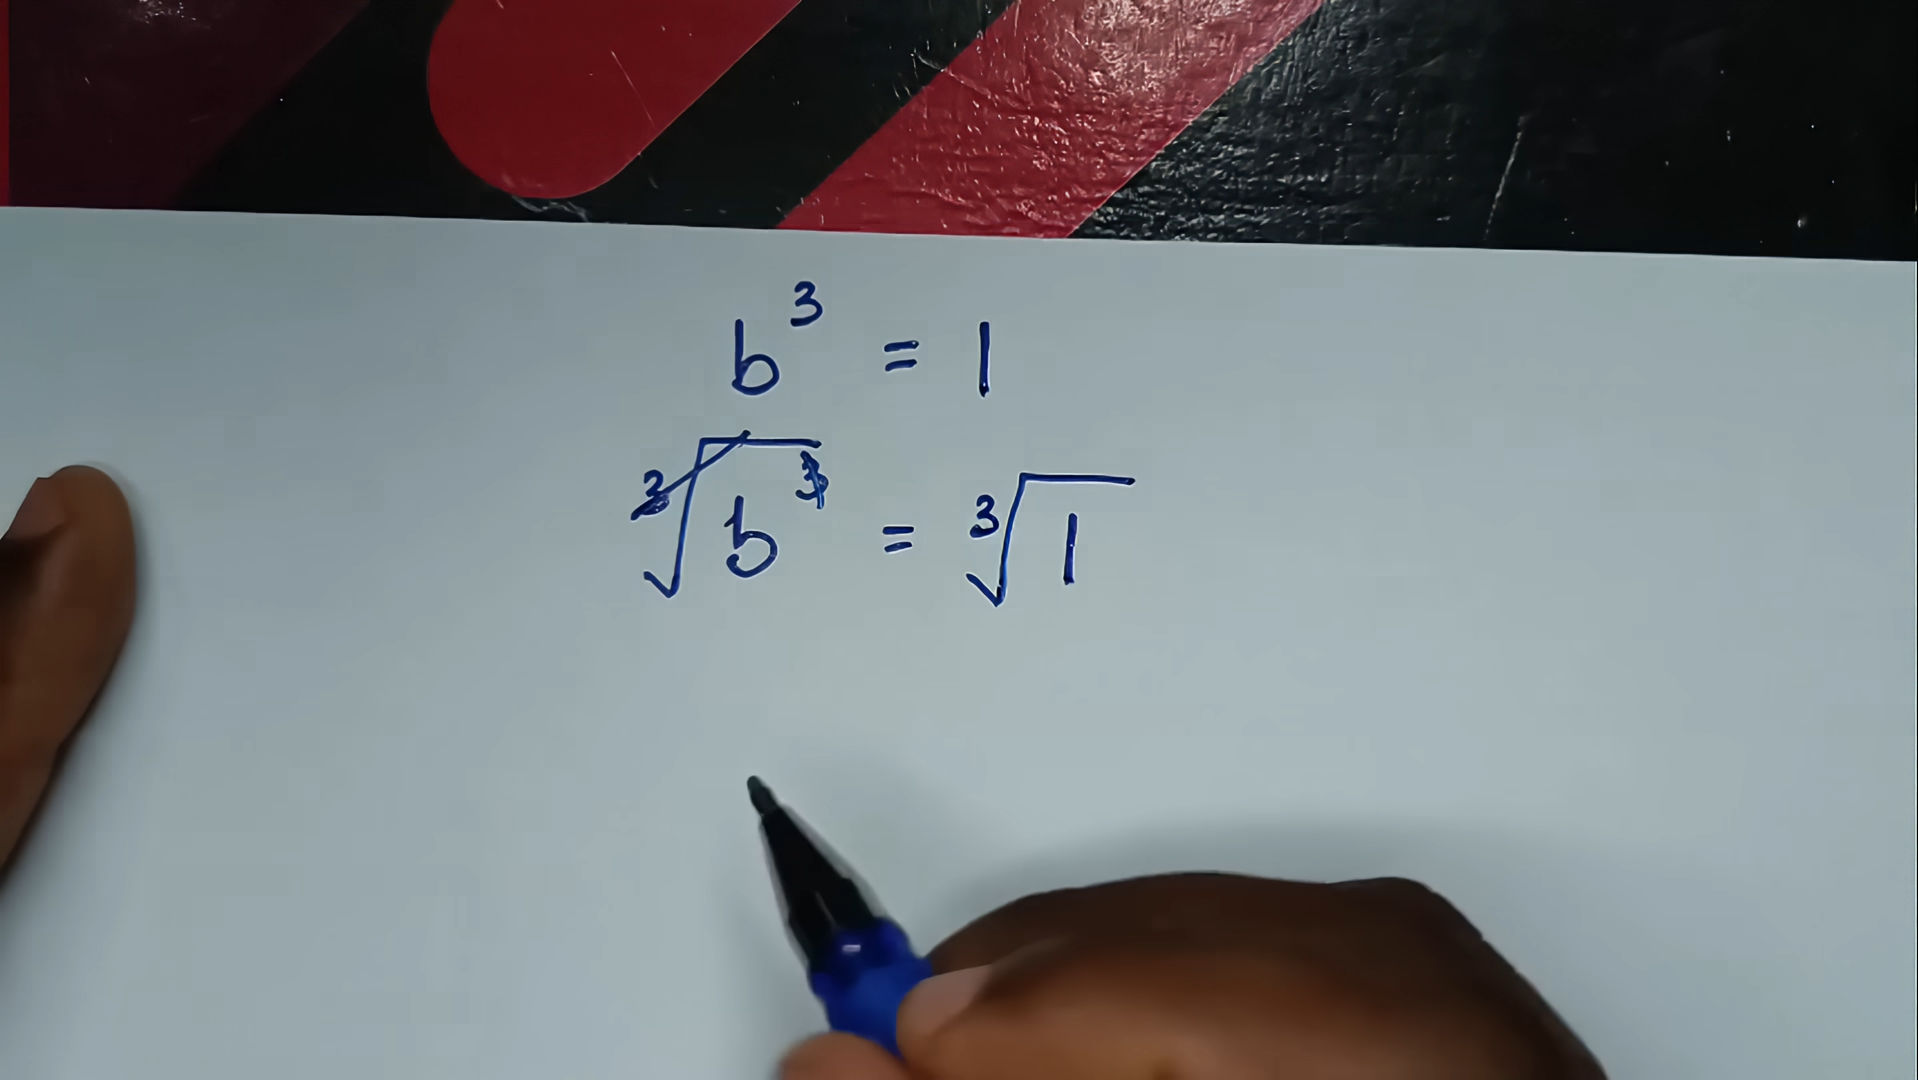 b³ = 1
∛b³ = ∛1